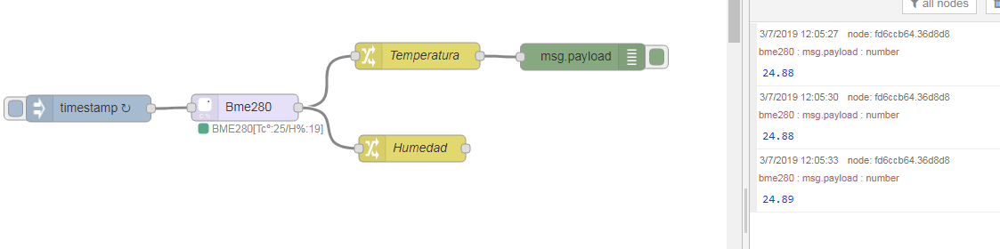 timestamp ↻
Bme280
BME280[Tcº:25/H%:19]
Temperatura
msg.payload
Humedad
all nodes
3/7/2019 12:05:27 node: fd6ccb64.36d8d8
bme280 : msg.payload : number
24.88
3/7/2019 12:05:30 node: fd6ccb64.36d8d8
bme280 : msg.payload : number
24.88
3/7/2019 12:05:33 node: fd6ccb64.36d8d8
bme280 : msg.payload : number
24.89